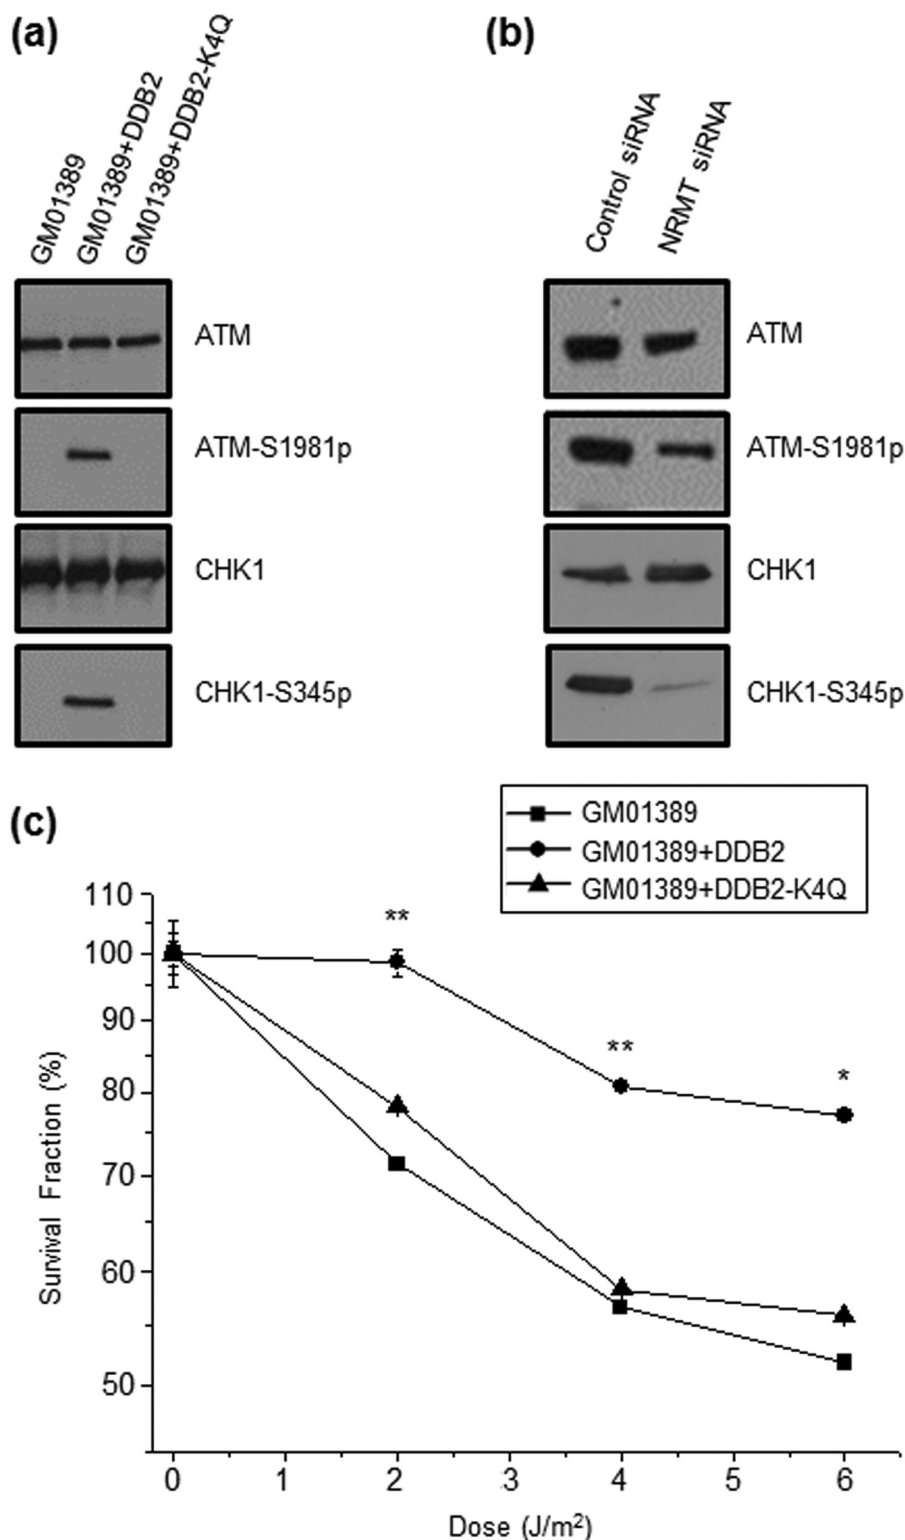 (a)
GM01389
GM01389+DDB2
GM01389+DDB2-K4Q
ATM
ATM-S1981p
CHK1
CHK1-S345p
(b)
Control siRNA
NRMT siRNA
ATM
ATM-S1981p
CHK1
CHK1-S345p
(c)
GM01389
GM01389+DDB2
GM01389+DDB2-K4Q
110
100
90
80
70
60
50
Survival Fraction (%)
**
**
*
0 1 2 3 4 5 6
Dose (J/m²)